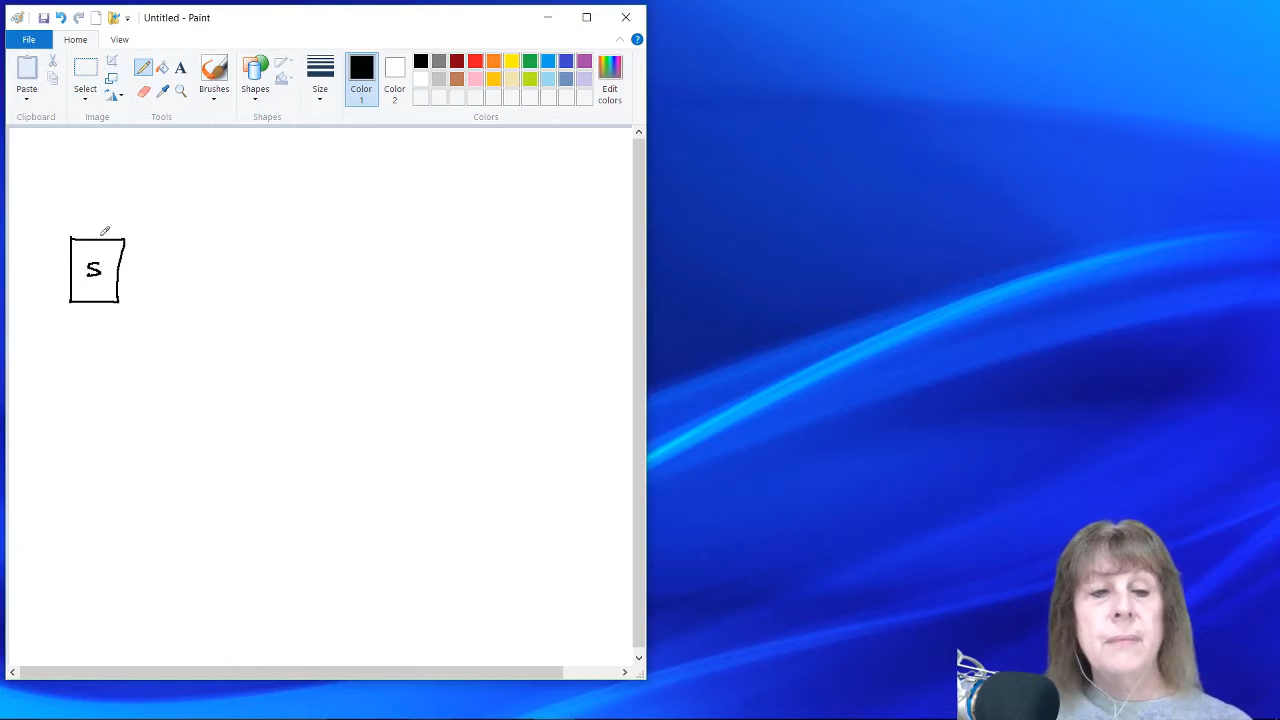 Untitled - Paint
File
Home
View
Paste
Select
Brushes
Shapes
Size
Color
1
Color
2
Edit
colors
Clipboard
Image
Tools
Shapes
Colors
S